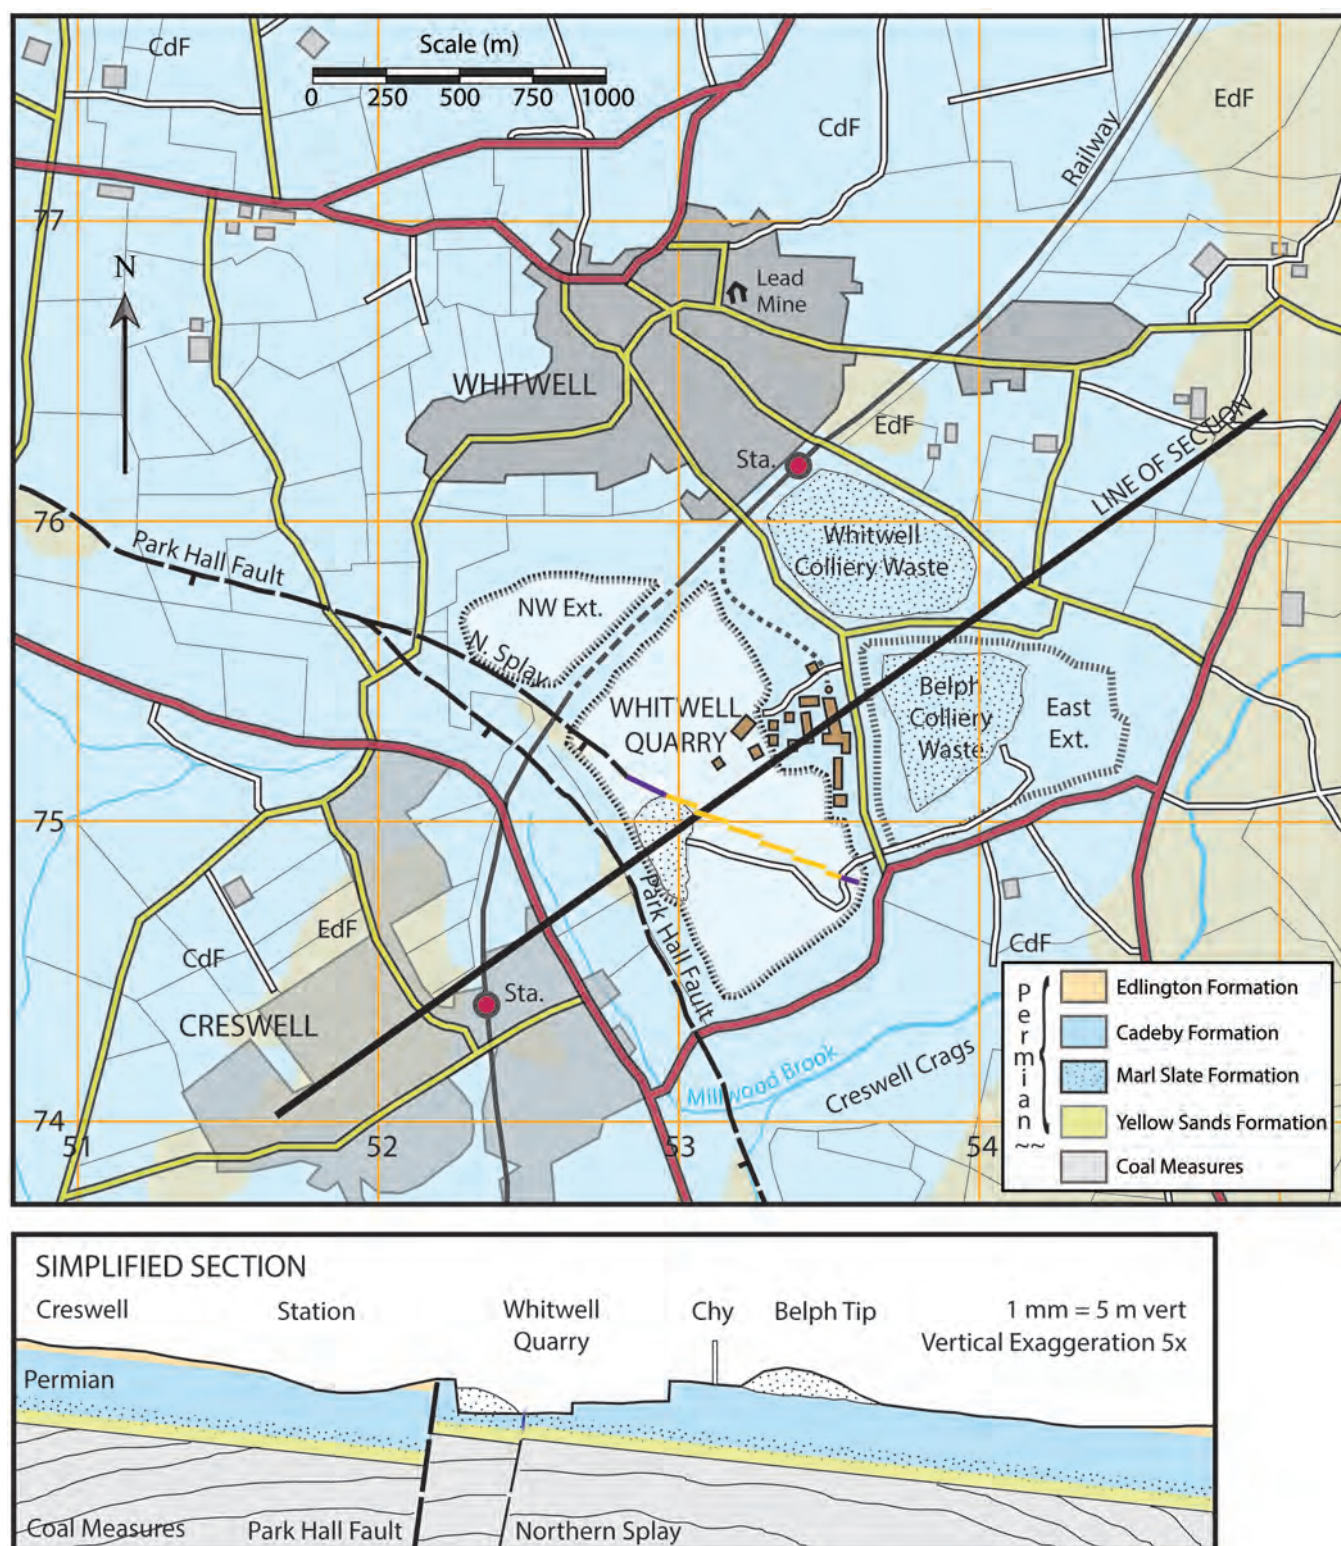 CdF
Scale (m)
0 250 500 750 1000
CdF
EdF
Railway
77
N
Lead
Mine
WHITWELL
EdF
Sta.
LINE OF SECTION
76
Park Hall Fault
Whitwell
Colliery Waste
NW Ext.
N. Splay
WHITWELL
QUARRY
Belph
Colliery
Waste
East
Ext.
75
Park Hall Fault
EdF
CdF
CdF
Sta.
CRESWELL
Millwood Brook
Creswell Crags
74
51
52
53
54
Permian
~~
Edlington Formation
Cadeby Formation
Marl Slate Formation
Yellow Sands Formation
Coal Measures
SIMPLIFIED SECTION
Creswell
Station
Whitwell
Quarry
Chy
Belph Tip
1 mm = 5 m vert
Vertical Exaggeration 5x
Permian
Coal Measures
Park Hall Fault
Northern Splay